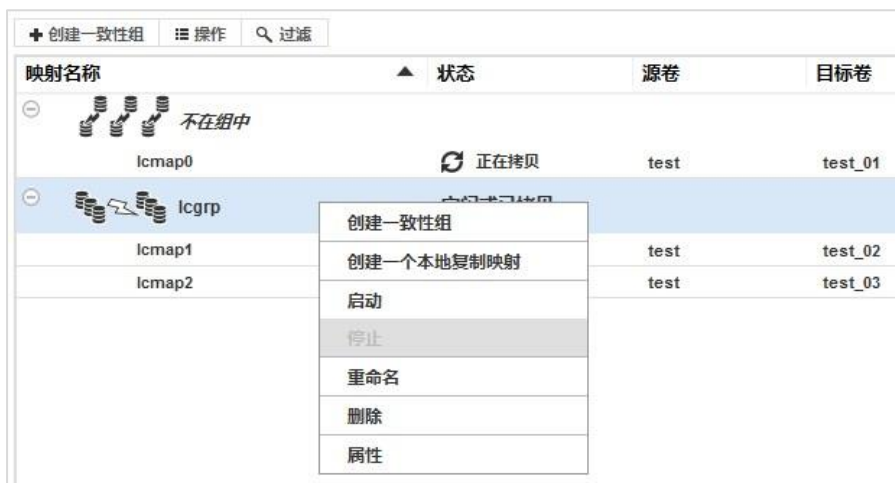 创建一致性组 操作 过滤
映射名称 状态 源卷 目标卷
不在组中
lcmap0 正在拷贝 test test_01
lcgrp
lcmap1 test test_02
lcmap2 test test_03
创建一致性组
创建一个本地复制映射
启动
停止
重命名
删除
属性